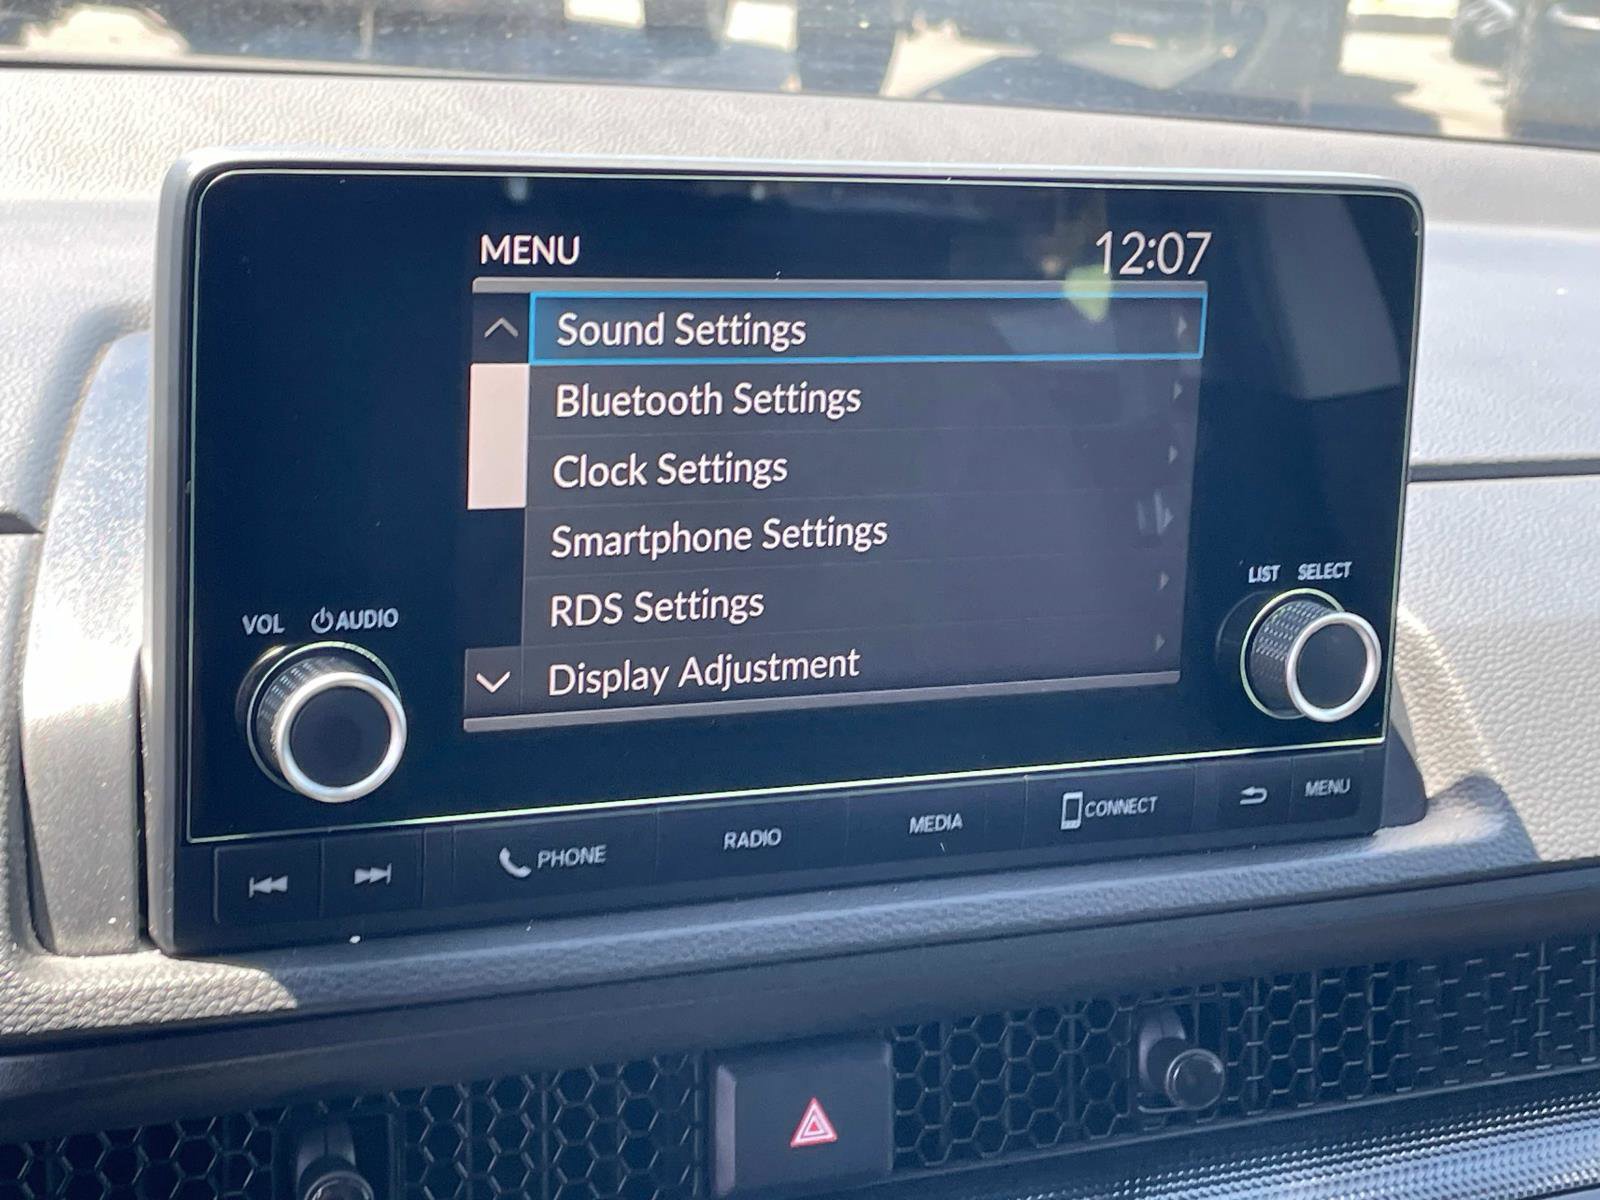 MENU 12:07
Sound Settings
Bluetooth Settings
Clock Settings
Smartphone Settings
RDS Settings
Display Adjustment
VOL AUDIO
LIST SELECT
PHONE RADIO MEDIA CONNECT MENU